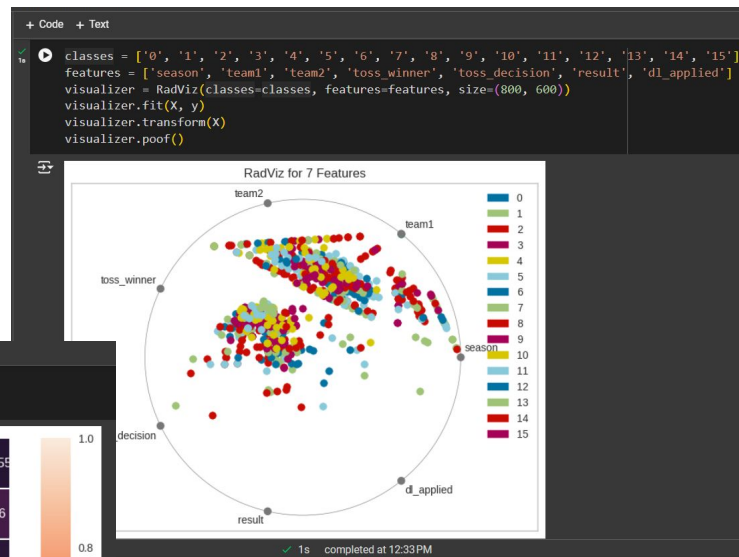 + Code + Text
1s
classes = ['0', '1', '2', '3', '4', '5', '6', '7', '8', '9', '10', '11', '12', '13', '14', '15']
features = ['season', 'team1', 'team2', 'toss_winner', 'toss_decision', 'result', 'dl_applied']
visualizer = RadViz(classes=classes, features=features, size=(800, 600))
visualizer.fit(X, y)
visualizer.transform(X)
visualizer.poof()
RadViz for 7 Features
team2
team1
toss_winner
season
_decision
dl_applied
result
0
1
2
3
4
5
6
7
8
9
10
11
12
13
14
15
1.0
0.8
1s completed at 12:33 PM